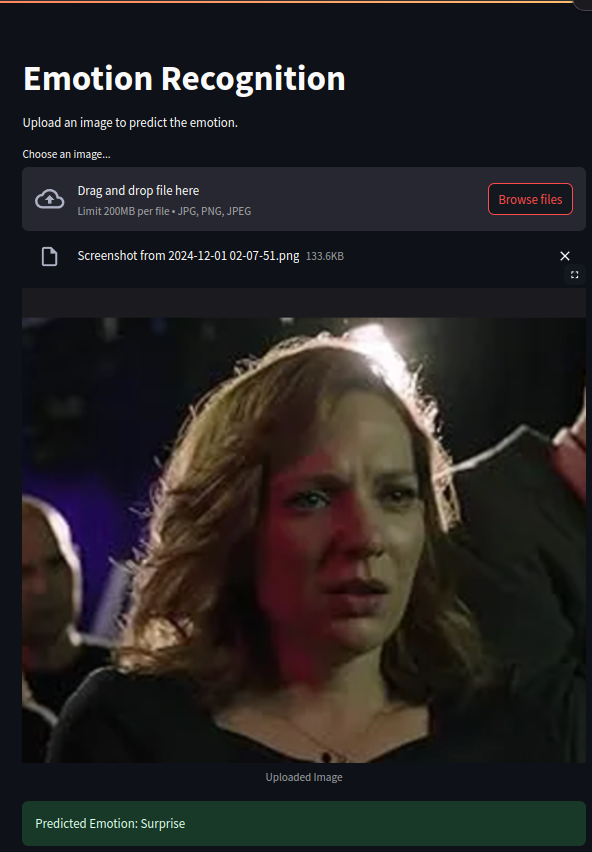 Emotion Recognition
Upload an image to predict the emotion.
Choose an image...
Drag and drop file here
Limit 200MB per file • JPG, PNG, JPEG
Browse files
Screenshot from 2024-12-01 02-07-51.png 133.6KB
Uploaded Image
Predicted Emotion: Surprise